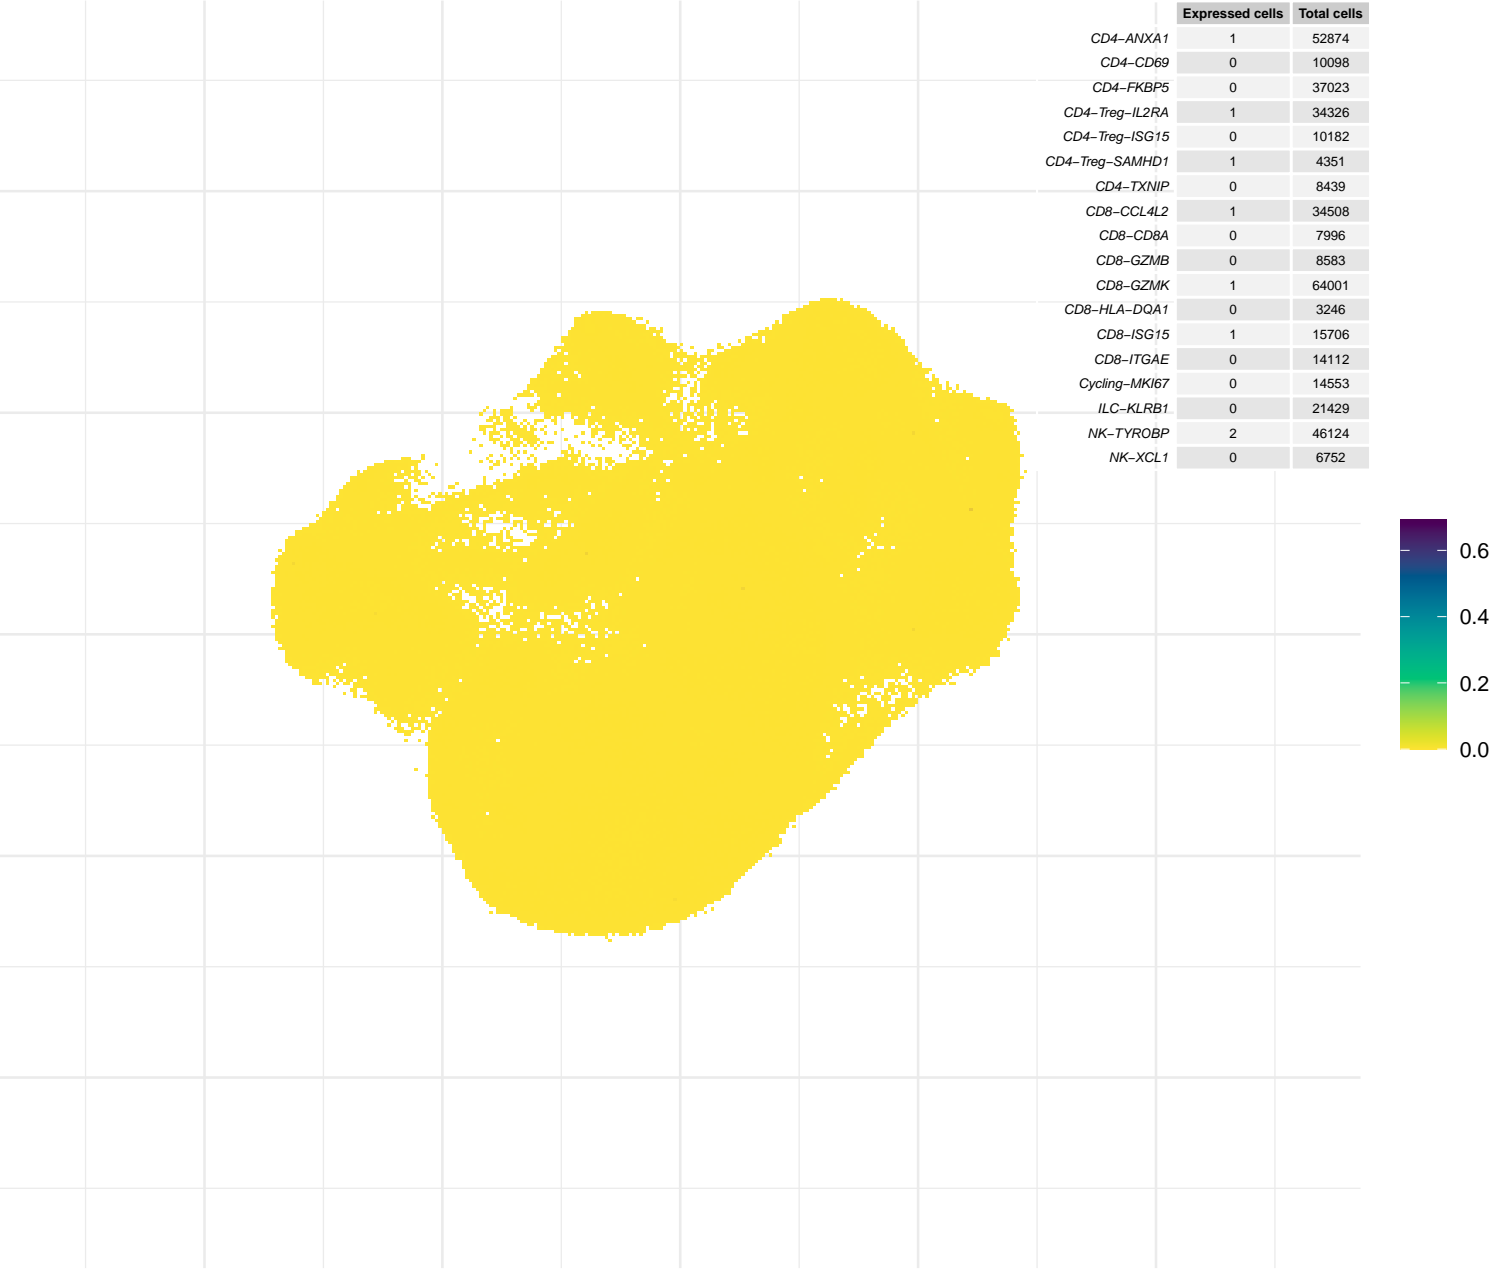 Expressed cells Total cells
CD4−ANXA1 1 52874
CD4−CD69 0 10098
CD4−FKBP5 0 37023
CD4−Treg−IL2RA 1 34326
CD4−Treg−ISG15 0 10182
CD4−Treg−SAMHD1 1 4351
CD4−TXNIP 0 8439
CD8−CCL4L2 1 34508
CD8−CD8A 0 7996
CD8−GZMB 0 8583
CD8−GZMK 1 64001
CD8−HLA−DQA1 0 3246
CD8−ISG15 1 15706
CD8−ITGAE 0 14112
Cycling−MKI67 0 14553
ILC−KLRB1 0 21429
NK−TYROBP 2 46124
NK−XCL1 0 6752
0.6
0.4
0.2
0.0